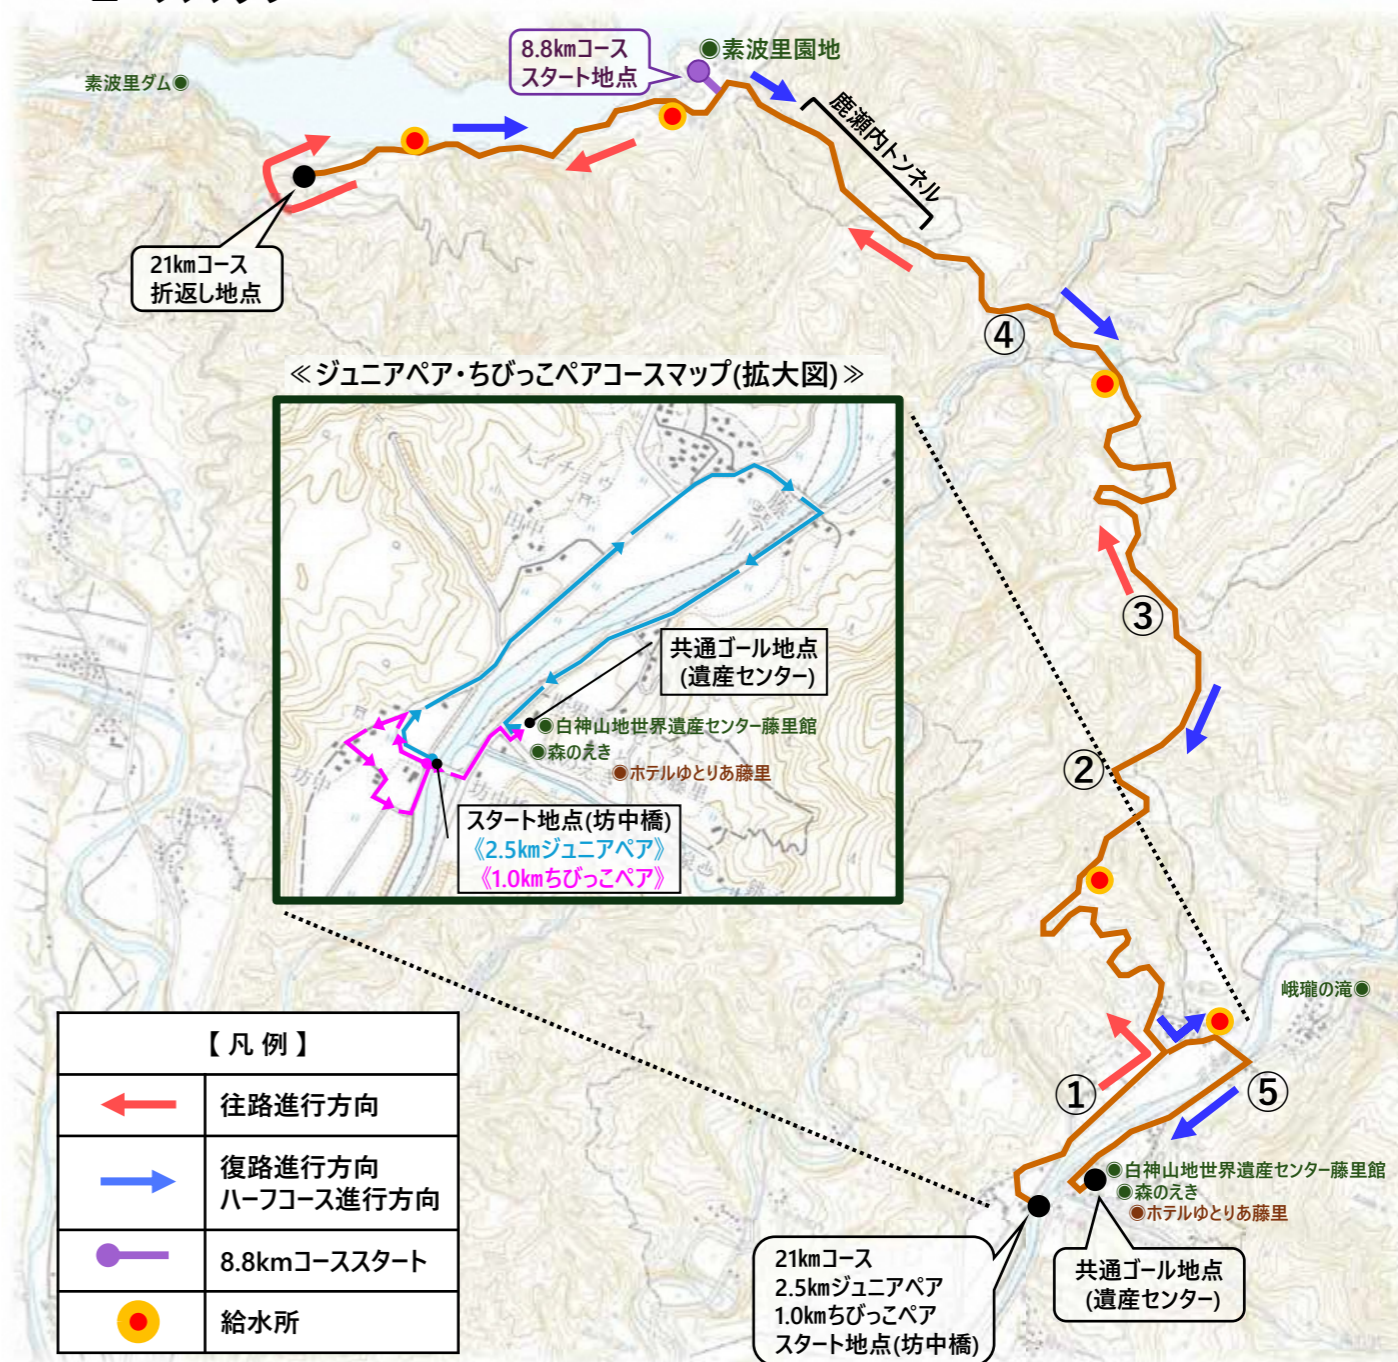 8.8kmコース
スタート地点
◉素波里園地
素波里ダム◉
鹿瀬内トンネル
21kmコース
折返し地点
④
≪ジュニアペア・ちびっこペアコースマップ(拡大図)≫
共通ゴール地点
(遺産センター)
◉白神山地世界遺産センター藤里館
◉森のえき
◉ホテルゆとりあ藤里
スタート地点(坊中橋)
《2.5kmジュニアペア》
《1.0kmちびっこペア》
③
②
峨瓏の滝◉
①
⑤
【 凡 例 】
往路進行方向
復路進行方向
ハーフコース進行方向
8.8kmコーススタート
給水所
◉白神山地世界遺産センター藤里館
◉森のえき
◉ホテルゆとりあ藤里
21kmコース
2.5kmジュニアペア
1.0kmちびっこペア
スタート地点(坊中橋)
共通ゴール地点
(遺産センター)